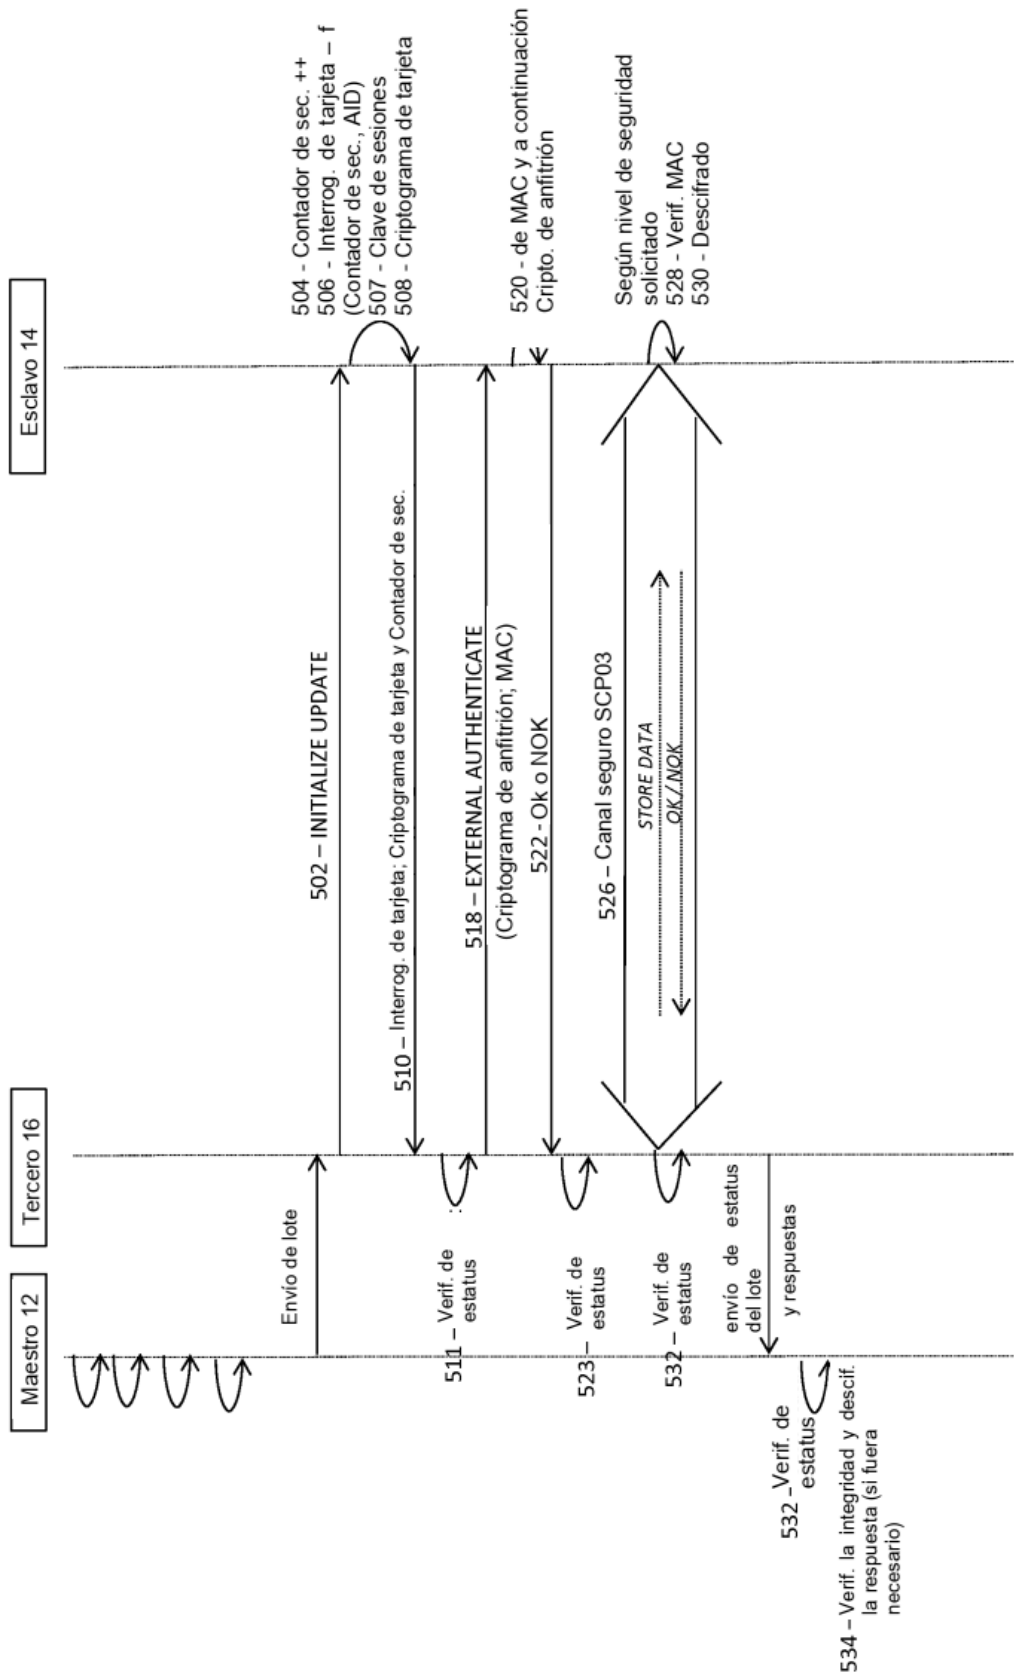 Maestro 12
Tercero 16
Esclavo 14
Envío de lote
502 – INITIALIZE UPDATE
504 - Contador de sec. ++
506 - Interrog. de tarjeta – f
(Contador de sec., AID)
507 - Clave de sesiones
508 – Criptograma de tarjeta
510 – Interrog. de tarjeta; Criptograma de tarjeta y Contador de sec.
511 – Verif. de
estatus
518 – EXTERNAL AUTHENTICATE
(Criptograma de anfitrión; MAC)
520 - de MAC y a continuación
Cripto. de anfitrión
522 - Ok o NOK
523 – Verif. de
estatus
526 – Canal seguro SCP03
STORE DATA
OK / NOK
Según nivel de seguridad
solicitado
528 - Verif. MAC
530 - Descifrado
532 – Verif. de
estatus
envío de estatus
del lote
y respuestas
532 – Verif. de
estatus
534 – Verif. la integridad y descif.
la respuesta (si fuera
necesario)